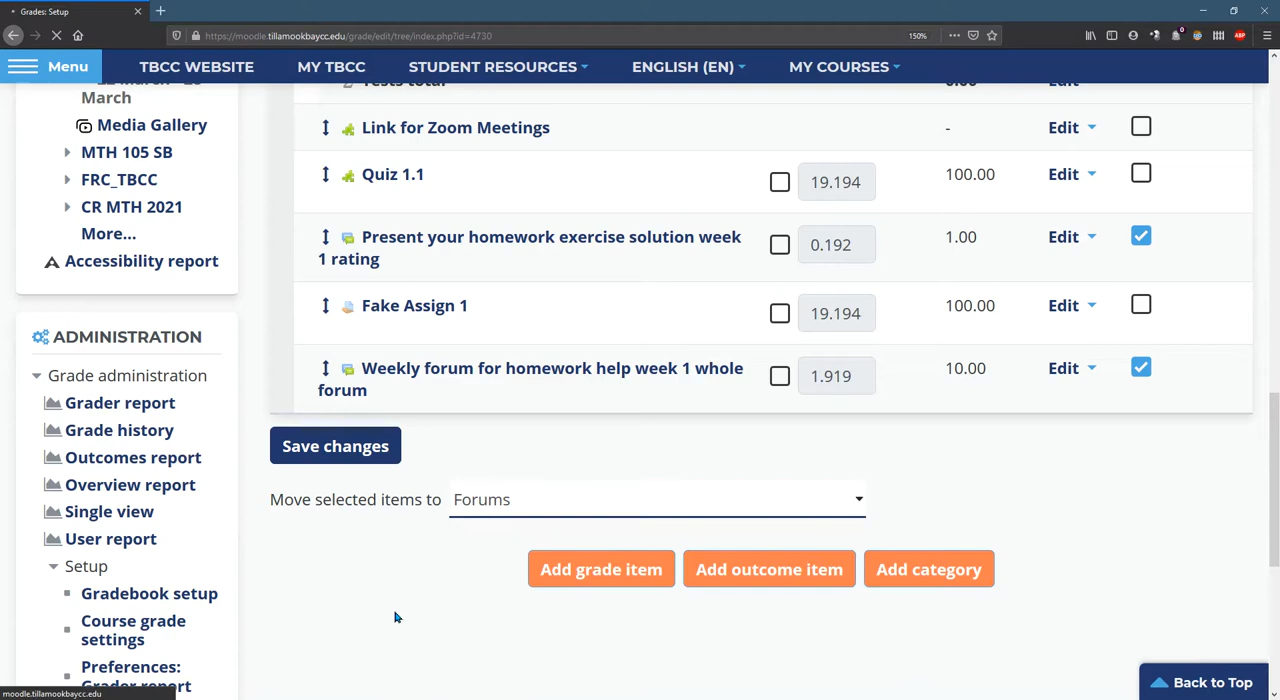 Grades: Setup
https://moodle.tillamookbaycc.edu/grade/edit/tree/index.php?id=4730
150%
Menu
TBCC WEBSITE
MY TBCC
STUDENT RESOURCES
ENGLISH (EN)
MY COURSES
March
Media Gallery
MTH 105 SB
FRC_TBCC
CR MTH 2021
More...
Accessibility report
ADMINISTRATION
Grade administration
Grader report
Grade history
Outcomes report
Overview report
Single view
User report
Setup
Gradebook setup
Course grade
settings
Preferences:
Grader report
moodle.tillamookbaycc.edu
Tests total
0.00
Edit
Link for Zoom Meetings
-
Edit
Quiz 1.1
19.194
100.00
Edit
Present your homework exercise solution week
1 rating
0.192
1.00
Edit
Fake Assign 1
19.194
100.00
Edit
Weekly forum for homework help week 1 whole
forum
1.919
10.00
Edit
Save changes
Move selected items to
Forums
Add grade item
Add outcome item
Add category
Back to Top